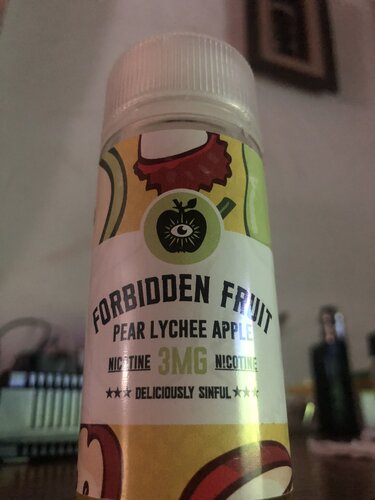 FORBIDDEN FRUIT
PEAR LYCHEE APPLE
NICOTINE 3MG NICOTINE
DELICIOUSLY SINFUL